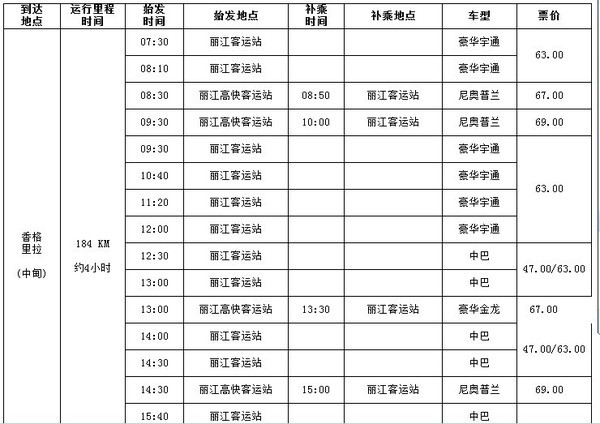 到达地点 运行里程时间 始发时间 始发地点 补乘时间 补乘地点 车型 票价
香格里拉(中甸) 184 KM 约4小时
07:30 丽江客运站 豪华宇通 63.00
08:10 丽江客运站 豪华宇通
08:30 丽江高快客运站 08:50 丽江客运站 尼奥普兰 67.00
09:30 丽江高快客运站 10:00 丽江客运站 尼奥普兰 69.00
09:30 丽江客运站 豪华宇通 63.00
10:40 丽江客运站 豪华宇通
11:20 丽江客运站 豪华宇通
12:00 丽江客运站 豪华宇通
12:30 丽江客运站 中巴 47.00/63.00
13:00 丽江客运站 中巴
13:00 丽江高快客运站 13:30 丽江客运站 豪华金龙 67.00
14:00 丽江客运站 中巴 47.00/63.00
14:30 丽江客运站 中巴
14:30 丽江高快客运站 15:00 丽江客运站 尼奥普兰 69.00
15:40 丽江客运站 中巴